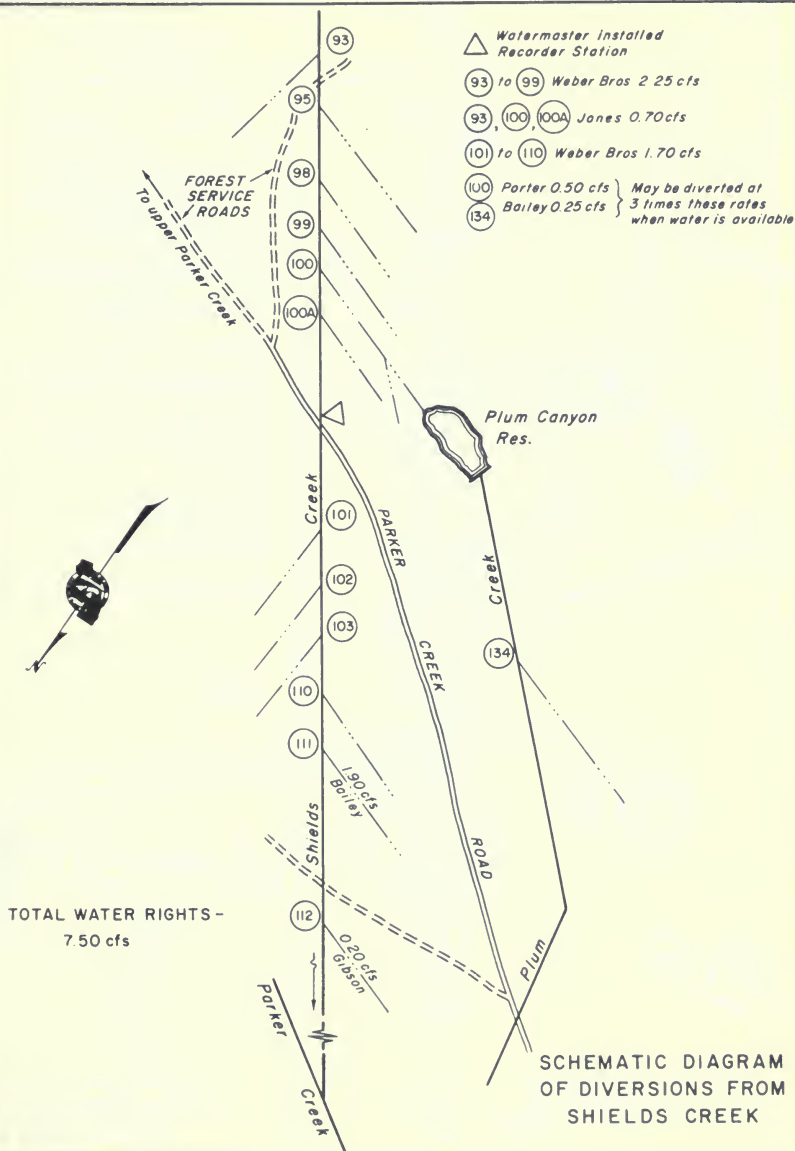 93
Watermaster Installed
Recorder Station
93 to 99 Weber Bros 2 25 cfs
93, 100, 100A Jones 0.70 cfs
101 to 110 Weber Bros 1.70 cfs
100 Porter 0.50 cfs
134 Bailey 0.25 cfs
May be diverted at
3 times these rates
when water is available
95
FOREST
SERVICE
ROADS
To upper Parker Creek
98
99
100
100A
Plum Canyon
Res.
Creek
101
102
103
110
111
1.90 cfs
Bailey
PARKER
CREEK
ROAD
Creek
134
N
Shields
TOTAL WATER RIGHTS -
7.50 cfs
112
0.20 cfs
Gibson
Plum
Parker
Creek
SCHEMATIC DIAGRAM
OF DIVERSIONS FROM
SHIELDS CREEK